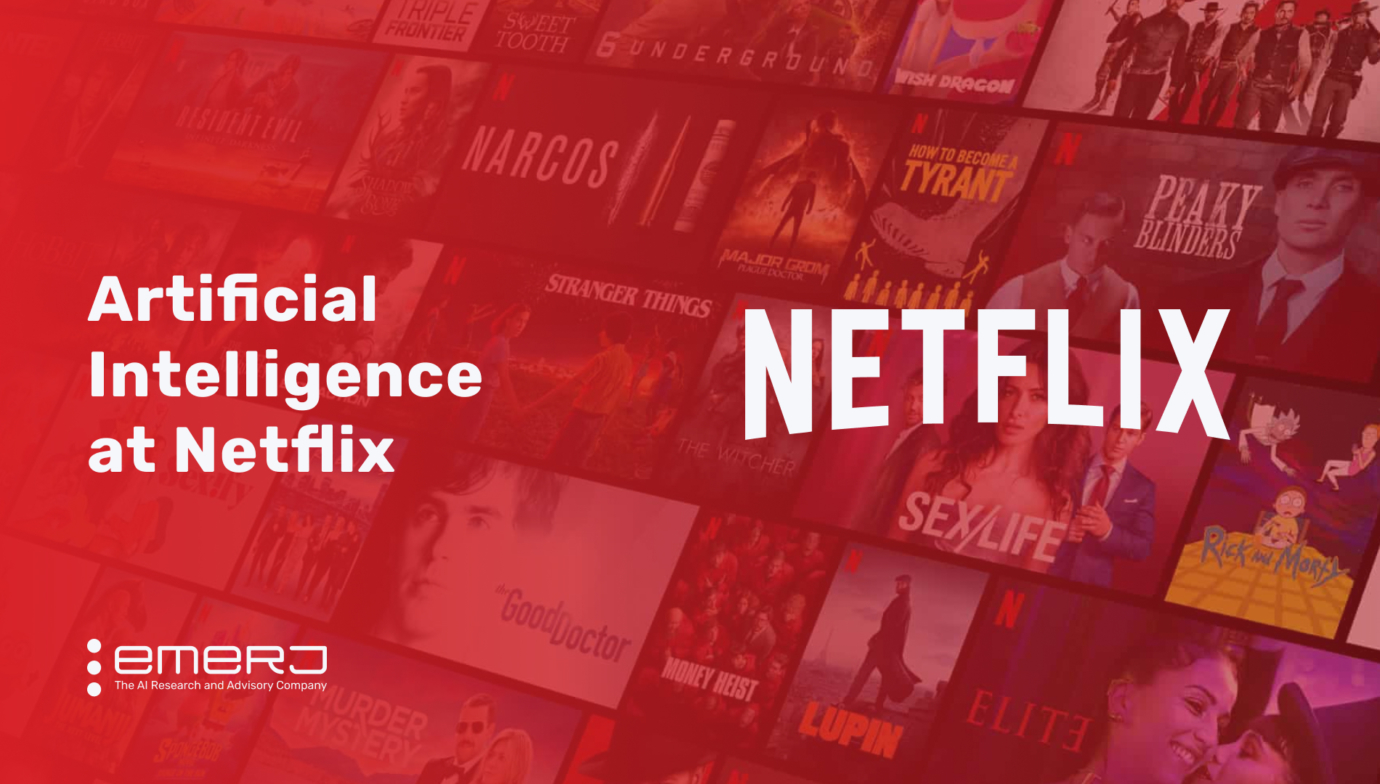 TRIPLE
FRONTIER
SWEET
TOOTH
6 UNDERGROUND
WISH DRAGON
RESIDENT EVIL
NARCOS
MAJOR GROM
PLAGUE DOCTOR
HOW TO BECOME A
TYRANT
PEAKY
BLINDERS
STRANGER THINGS
Artificial
Intelligence
at Netflix
NETFLIX
THE WITCHER
SEX/LIFE
Rick and Morty
the Good Doctor
MONEY HEIST
LUPIN
ELITE
emerj
The AI Research and Advisory Company
MURDER
MYSTERY